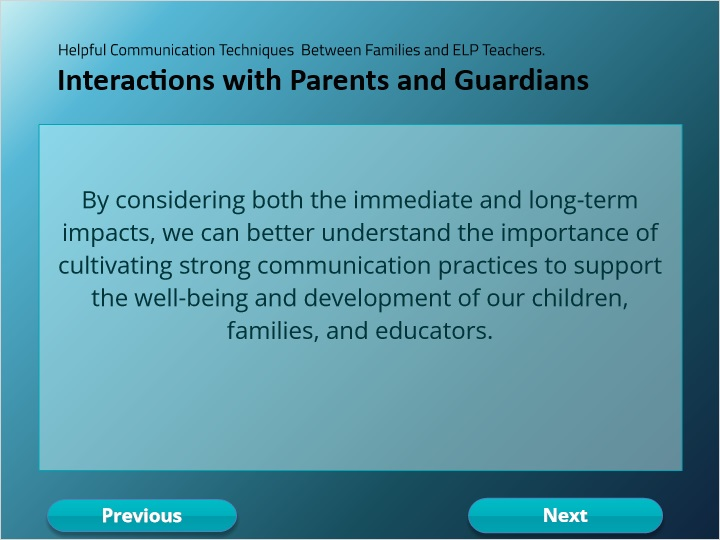 Helpful Communication Techniques  Between Families and ELP Teachers.
Interactions with Parents and Guardians
By considering both the immediate and long-term
impacts, we can better understand the importance of
cultivating strong communication practices to support
the well-being and development of our children,
families, and educators.
Previous
Next